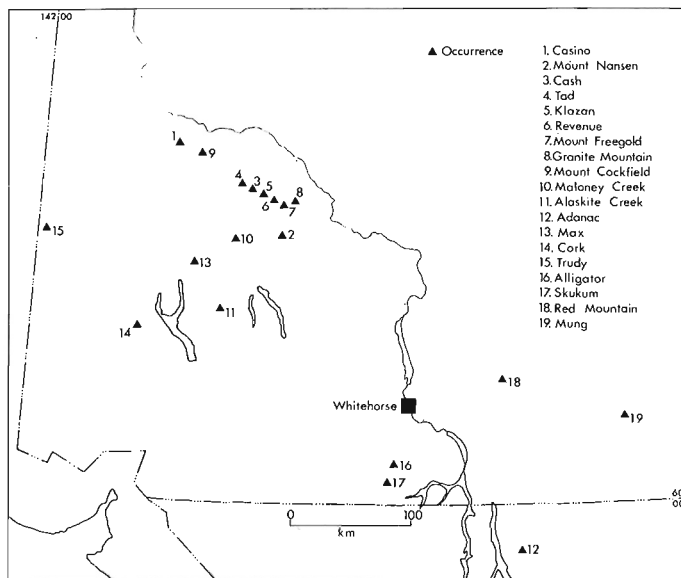 142 00
▲ Occurrence
1. Casino
2. Mount Nansen
3. Cash
4. Tad
5. Klazan
6. Revenue
7. Mount Freegold
8. Granite Mountain
9. Mount Cockfield
10. Maloney Creek
11. Alaskite Creek
12. Adanac
13. Max
14. Cork
15. Trudy
16. Alligator
17. Skukum
18. Red Mountain
19. Mung
1
9
4
3
5
8
6
7
15
10
2
13
11
14
18
Whitehorse
19
16
17
6
00
0
100
km
12